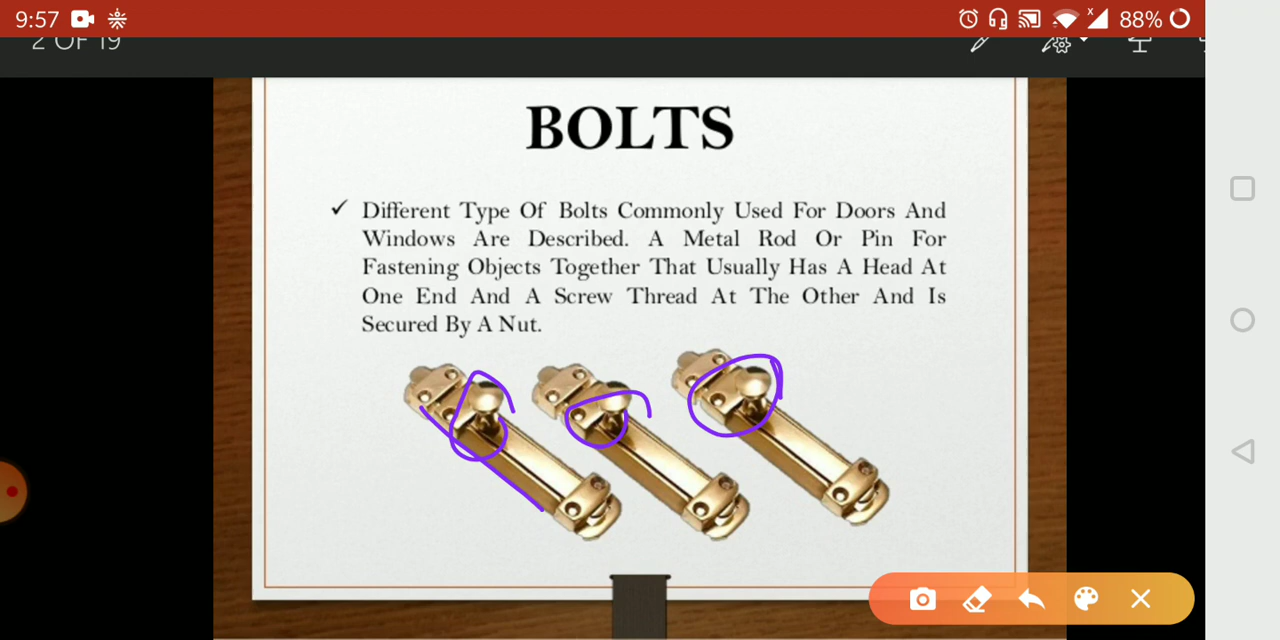 9:57
88%
2 OF 19
BOLTS
✓ Different Type Of Bolts Commonly Used For Doors And
Windows Are Described. A Metal Rod Or Pin For
Fastening Objects Together That Usually Has A Head At
One End And A Screw Thread At The Other And Is
Secured By A Nut.